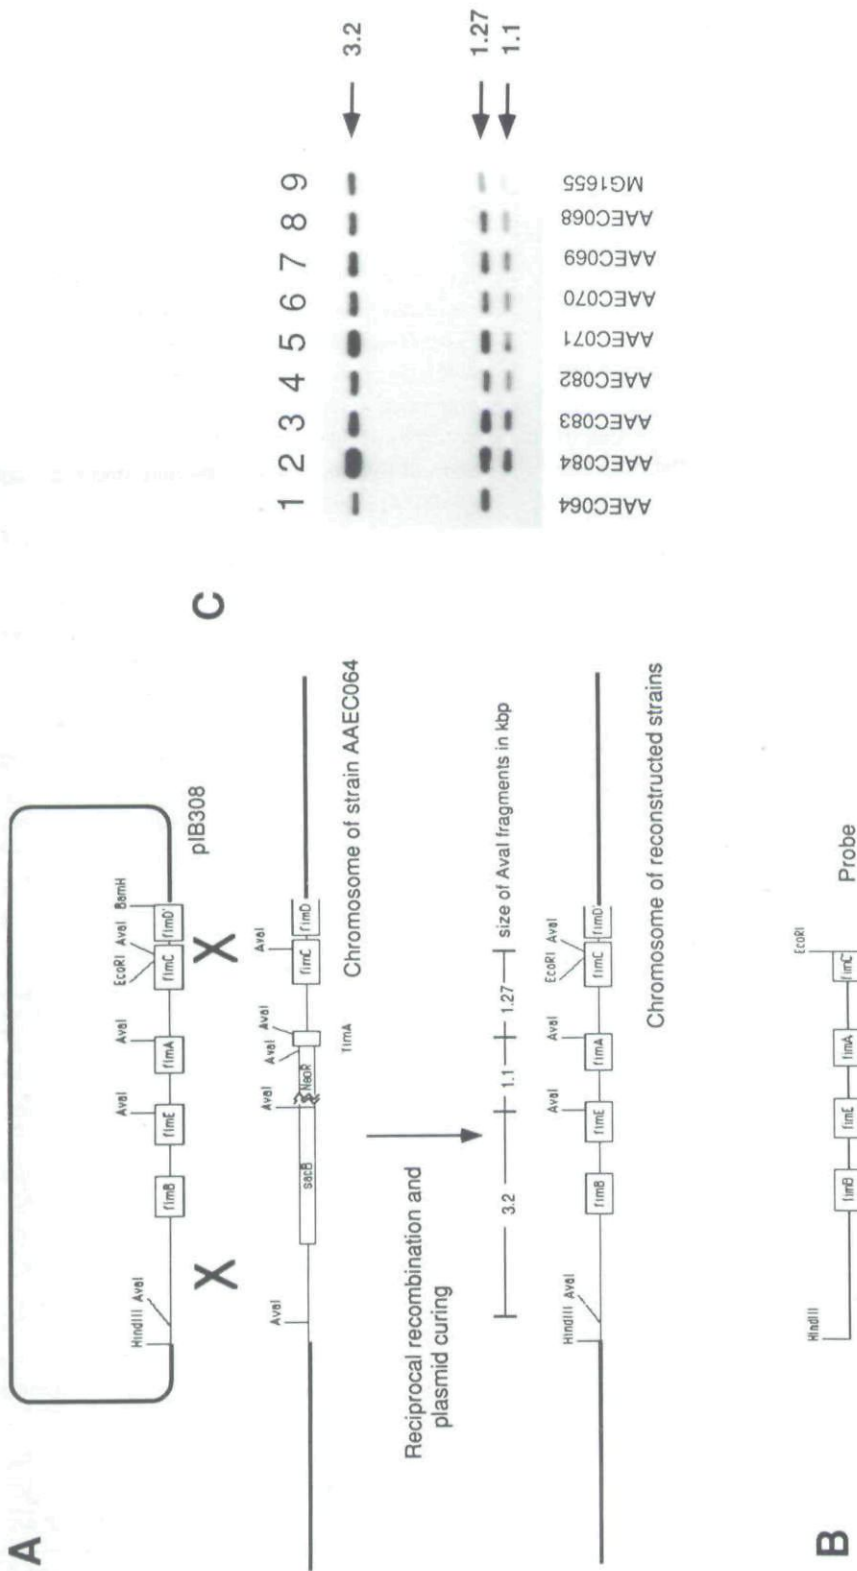 A
pIB308
HindIII AvaI
AvaI
AvaI
EcoRI AvaI
BamH
fimB
fimE
fimA
fimC
fimD'
X
X
AvaI
AvaI
AvaI
AvaI
AvaI
sacB
NeoR
fimA
fimC
fimD
Chromosome of strain AAEC064
Reciprocal recombination and
plasmid curing
3.2
1.1
1.27
size of AvaI fragments in kbp
HindIII AvaI
AvaI
AvaI
EcoRI AvaI
fimB
fimE
fimA
fimC
fimD'
Chromosome of reconstructed strains
B
HindIII
EcoRI
fimB
fimE
fimA
fimC'
Probe
C
1 2 3 4 5 6 7 8 9
3.2
1.27
1.1
AAEC064
AAEC084
AAEC083
AAEC082
AAEC071
AAEC070
AAEC069
AAEC068
MG1655